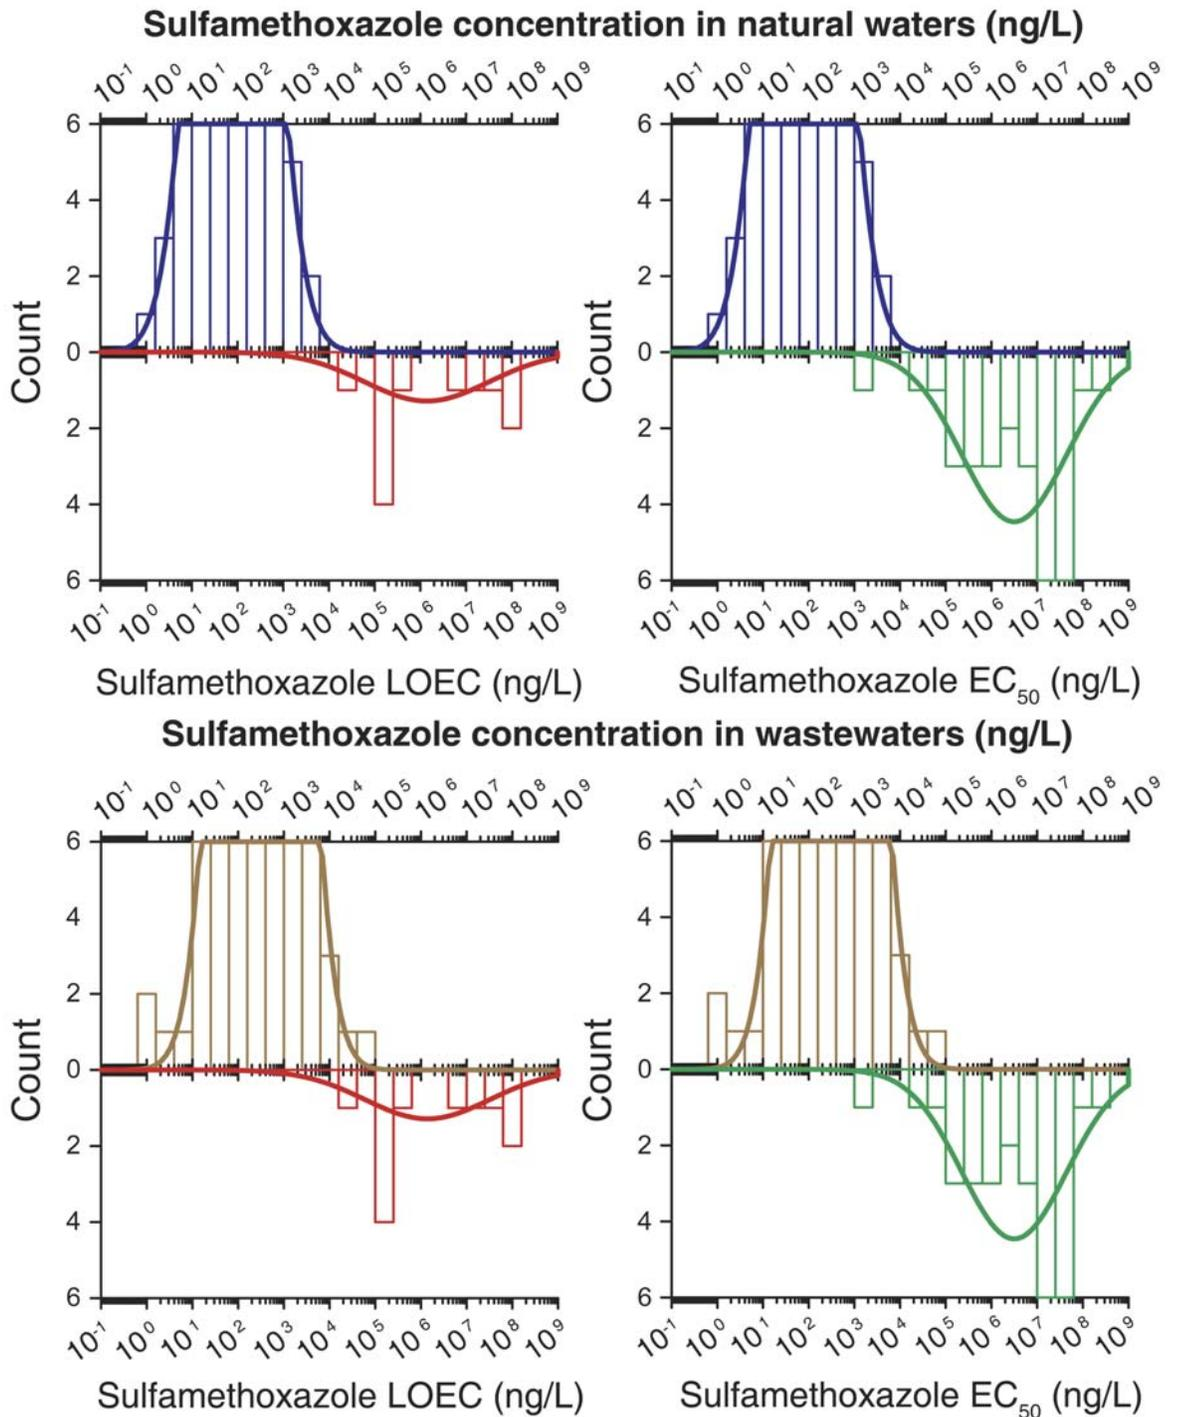 Sulfamethoxazole concentration in natural waters (ng/L)
10⁻¹ 10⁰ 10¹ 10² 10³ 10⁴ 10⁵ 10⁶ 10⁷ 10⁸ 10⁹
6
4
2
0
2
4
6
Count
10⁻¹ 10⁰ 10¹ 10² 10³ 10⁴ 10⁵ 10⁶ 10⁷ 10⁸ 10⁹
Sulfamethoxazole LOEC (ng/L)
10⁻¹ 10⁰ 10¹ 10² 10³ 10⁴ 10⁵ 10⁶ 10⁷ 10⁸ 10⁹
6
4
2
0
2
4
6
Count
10⁻¹ 10⁰ 10¹ 10² 10³ 10⁴ 10⁵ 10⁶ 10⁷ 10⁸ 10⁹
Sulfamethoxazole EC₅₀ (ng/L)
Sulfamethoxazole concentration in wastewaters (ng/L)
10⁻¹ 10⁰ 10¹ 10² 10³ 10⁴ 10⁵ 10⁶ 10⁷ 10⁸ 10⁹
6
4
2
0
2
4
6
Count
10⁻¹ 10⁰ 10¹ 10² 10³ 10⁴ 10⁵ 10⁶ 10⁷ 10⁸ 10⁹
Sulfamethoxazole LOEC (ng/L)
10⁻¹ 10⁰ 10¹ 10² 10³ 10⁴ 10⁵ 10⁶ 10⁷ 10⁸ 10⁹
6
4
2
0
2
4
6
Count
10⁻¹ 10⁰ 10¹ 10² 10³ 10⁴ 10⁵ 10⁶ 10⁷ 10⁸ 10⁹
Sulfamethoxazole EC₅₀ (ng/L)